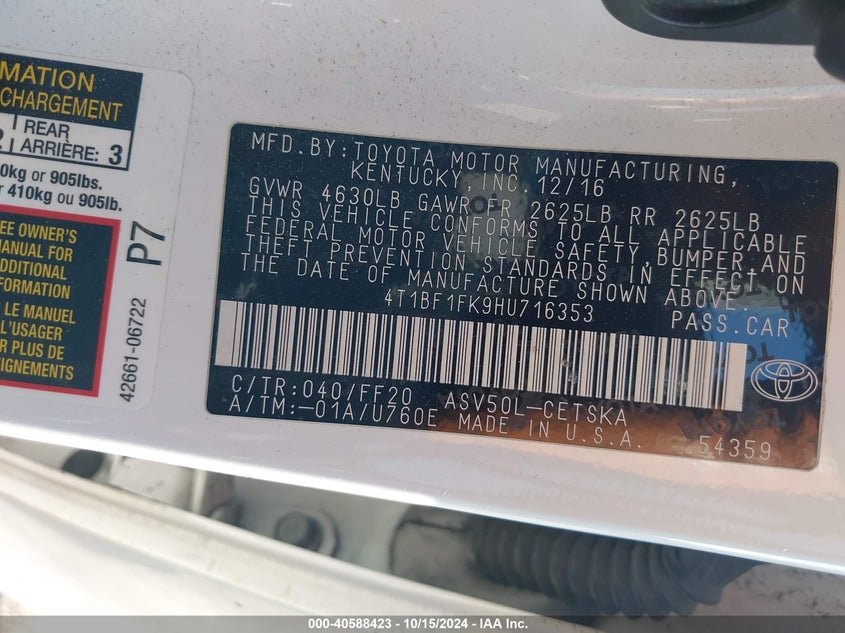 MATION
CHARGEMENT
2 REAR
ARRIÈRE: 3
0kg or 905lbs.
r 410kg ou 905lb.
EE OWNER'S
MANUAL FOR
ADDITIONAL
INFORMATION
LE MANUEL
L'USAGER
PLUS DE
EIGNEMENTS
P7
42661-06722
MFD. BY: TOYOTA MOTOR MANUFACTURING,
KENTUCKY, INC. 12/16
GVWR 4630LB GAWR FR 2625LB RR 2625LB
THIS VEHICLE CONFORMS TO ALL APPLICABLE
FEDERAL MOTOR VEHICLE SAFETY, BUMPER, AND
THEFT PREVENTION STANDARDS IN EFFECT ON
THE DATE OF MANUFACTURE SHOWN ABOVE.
4T1BF1FK9HU716353 PASS.CAR
C/TR: 040/FF20 ASV50L-CETSKA
A/TM:-01A/U760E MADE IN U.S.A. 54359
000-40588423 - 10/15/2024 - IAA Inc.